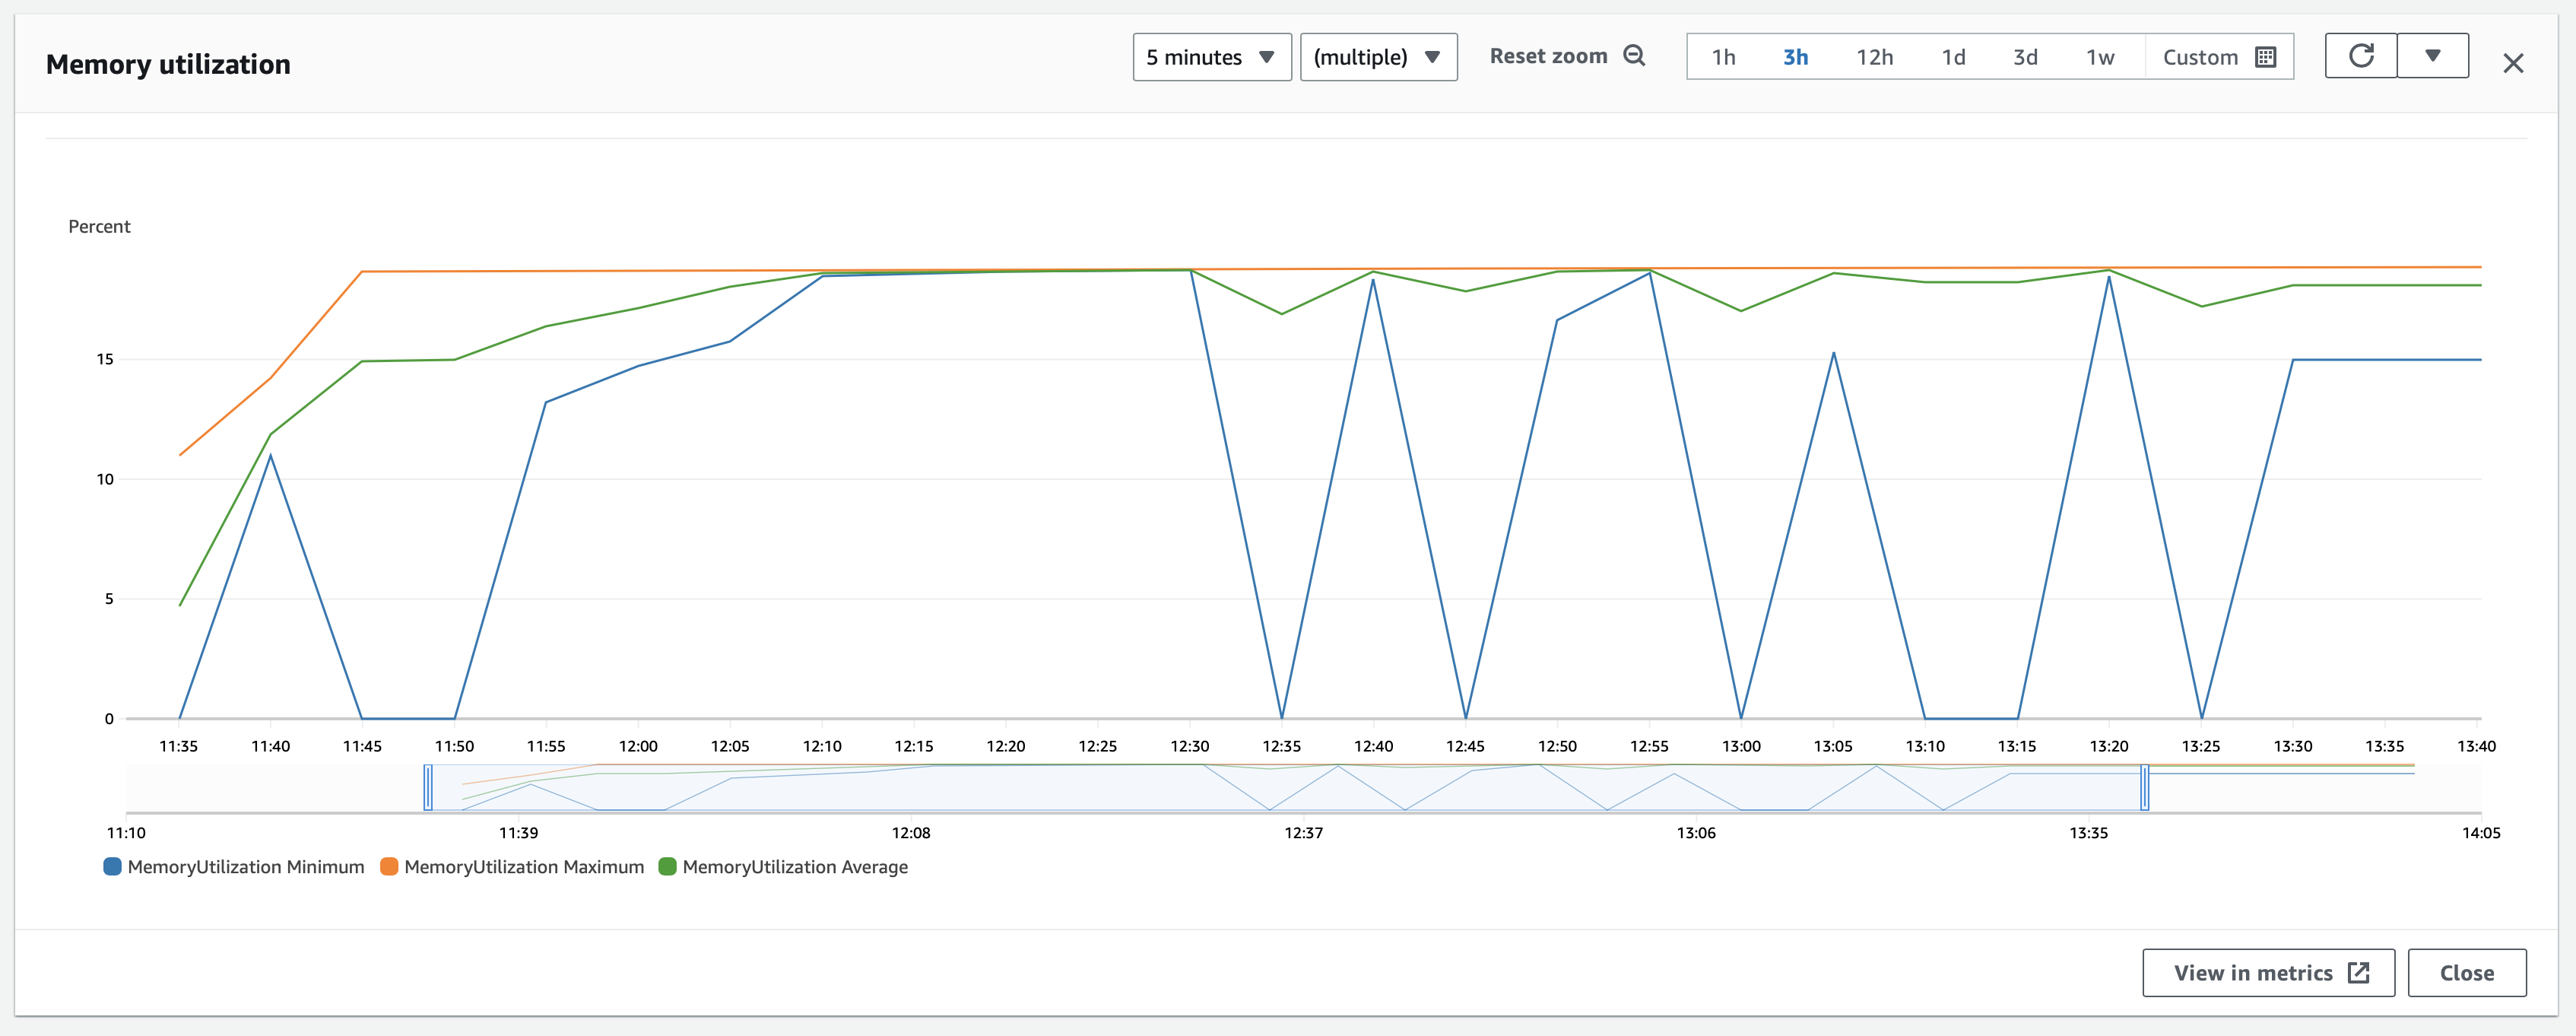 Memory utilization
5 minutes (multiple) Reset zoom 1h 3h 12h 1d 3d 1w Custom
Percent
15
10
5
0
11:35 11:40 11:45 11:50 11:55 12:00 12:05 12:10 12:15 12:20 12:25 12:30 12:35 12:40 12:45 12:50 12:55 13:00 13:05 13:10 13:15 13:20 13:25 13:30 13:35 13:40
11:10 11:39 12:08 12:37 13:06 13:35 14:05
MemoryUtilization Minimum MemoryUtilization Maximum MemoryUtilization Average
View in metrics Close